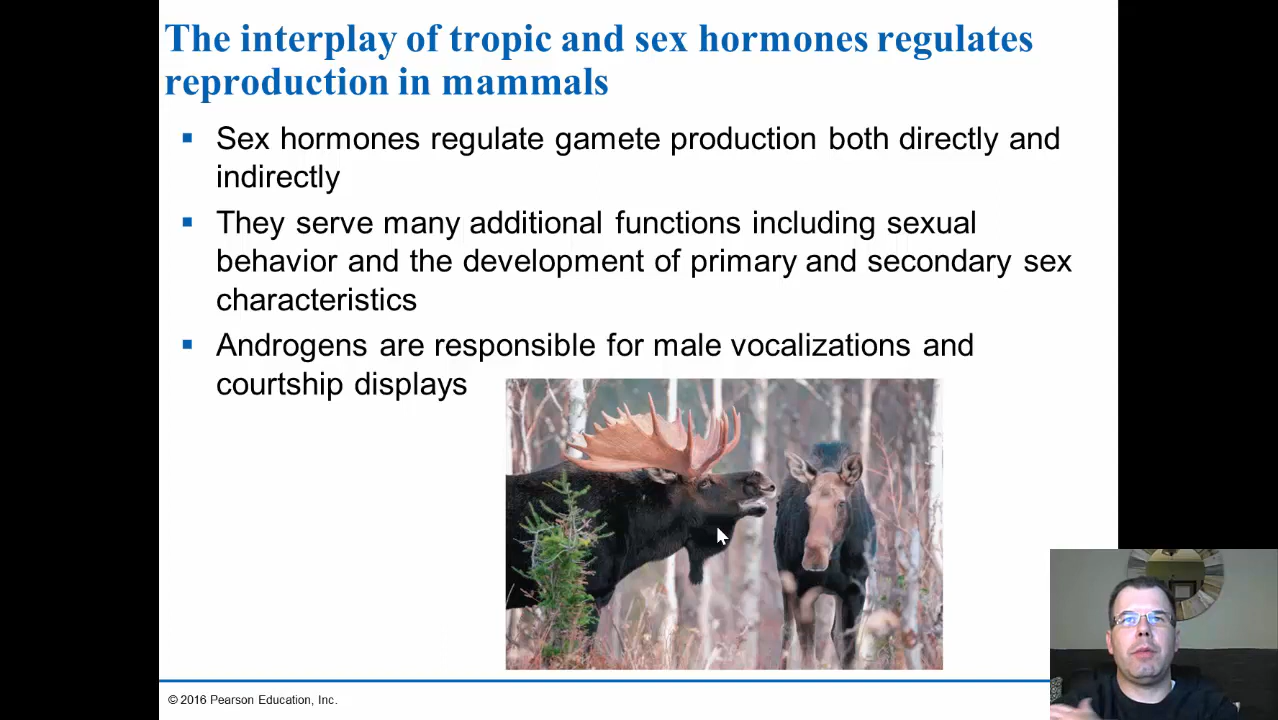 The interplay of tropic and sex hormones regulates
reproduction in mammals
▪ Sex hormones regulate gamete production both directly and
indirectly
▪ They serve many additional functions including sexual
behavior and the development of primary and secondary sex
characteristics
▪ Androgens are responsible for male vocalizations and
courtship displays
© 2016 Pearson Education, Inc.